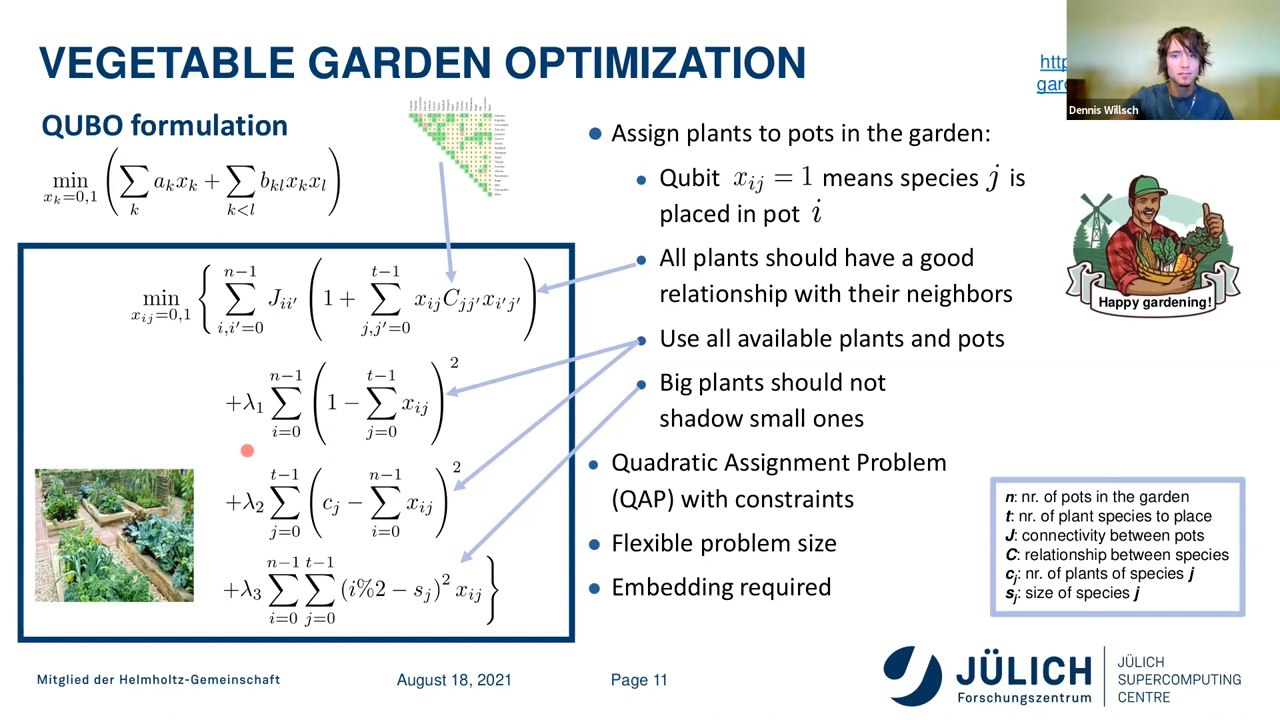 VEGETABLE GARDEN OPTIMIZATION
Dennis Willsch
QUBO formulation
min_{x_k=0,1} ( ∑_k a_k x_k + ∑_{k<l} b_{kl} x_k x_l )
min_{x_{ij}=0,1} { ∑_{i,i'=0}^{n−1} J_{ii'} ( 1 + ∑_{j,j'=0}^{t−1} x_{ij} C_{jj'} x_{i'j'} )
+λ_1 ∑_{i=0}^{n−1} ( 1 − ∑_{j=0}^{t−1} x_{ij} )^2
+λ_2 ∑_{j=0}^{t−1} ( c_j − ∑_{i=0}^{n−1} x_{ij} )^2
+λ_3 ∑_{i=0}^{n−1} ∑_{j=0}^{t−1} (i%2 − s_j)^2 x_{ij} }
• Assign plants to pots in the garden:
• Qubit x_{ij} = 1 means species j is
placed in pot i
• All plants should have a good
relationship with their neighbors
• Use all available plants and pots
• Big plants should not
shadow small ones
• Quadratic Assignment Problem
(QAP) with constraints
• Flexible problem size
• Embedding required
Happy gardening!
n: nr. of pots in the garden
t: nr. of plant species to place
J: connectivity between pots
C: relationship between species
c_j: nr. of plants of species j
s_j: size of species j
Mitglied der Helmholtz-Gemeinschaft
August 18, 2021
Page 11
JÜLICH
Forschungszentrum
JÜLICH
SUPERCOMPUTING
CENTRE